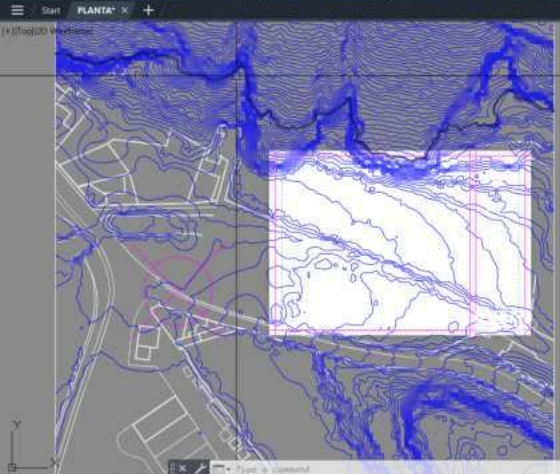 Start PLANTA* × +
[+][Top][2D Wireframe]
Y
X
Type a command